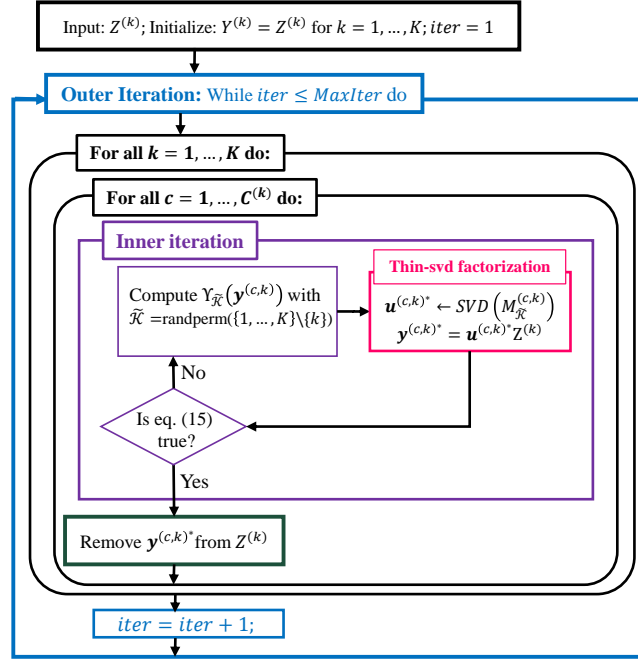 Input: Z^{(k)}; Initialize: Y^{(k)} = Z^{(k)} for k = 1, ..., K; iter = 1
Outer Iteration: While iter ≤ MaxIter do
For all k = 1, ..., K do:
For all c = 1, ..., C^{(k)} do:
Inner iteration
Thin-svd factorization
Compute ϒ_{𝒦̃}(y^{(c,k)}) with
𝒦̃ =randperm({1, ..., K}\{k})
u^{(c,k)*} ← SVD (M_{𝒦̃}^{(c,k)})
y^{(c,k)*} = u^{(c,k)*}Z^{(k)}
No
Is eq. (15)
true?
Yes
Remove y^{(c,k)*} from Z^{(k)}
iter = iter + 1;